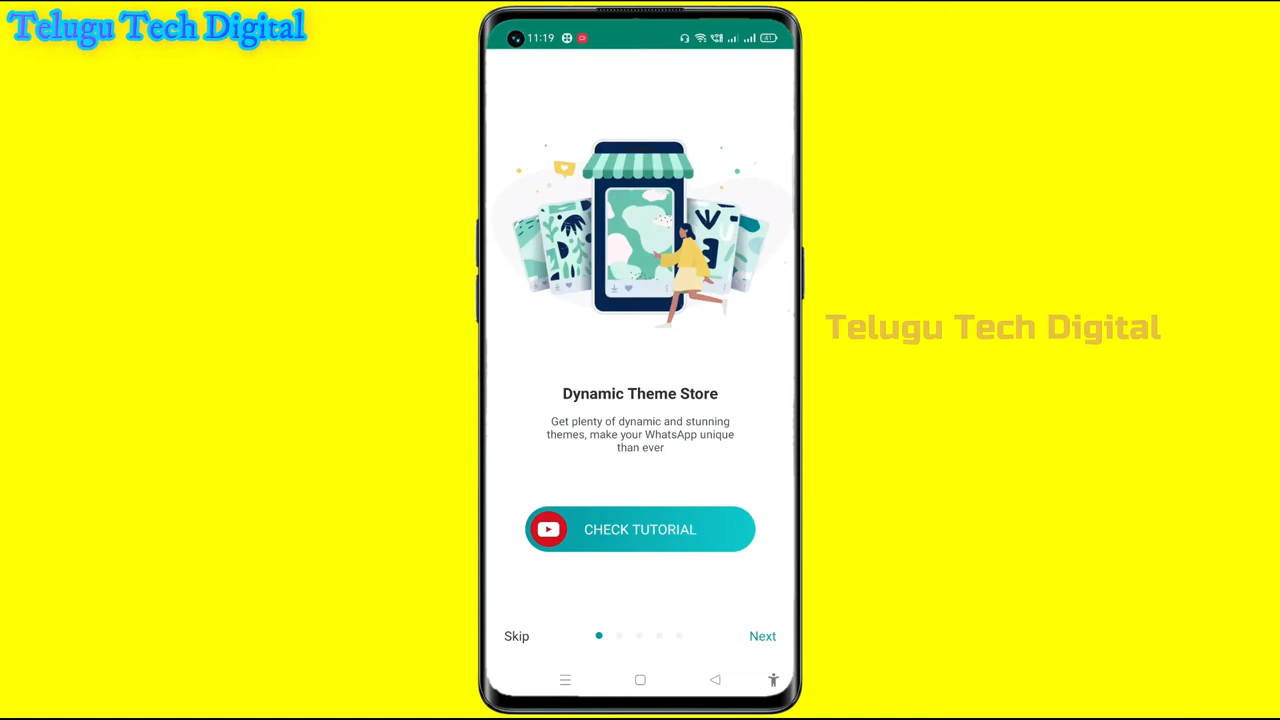 Telugu Tech Digital
11:19
41
Telugu Tech Digital
Dynamic Theme Store
Get plenty of dynamic and stunning
themes, make your WhatsApp unique
than ever
CHECK TUTORIAL
Skip
Next